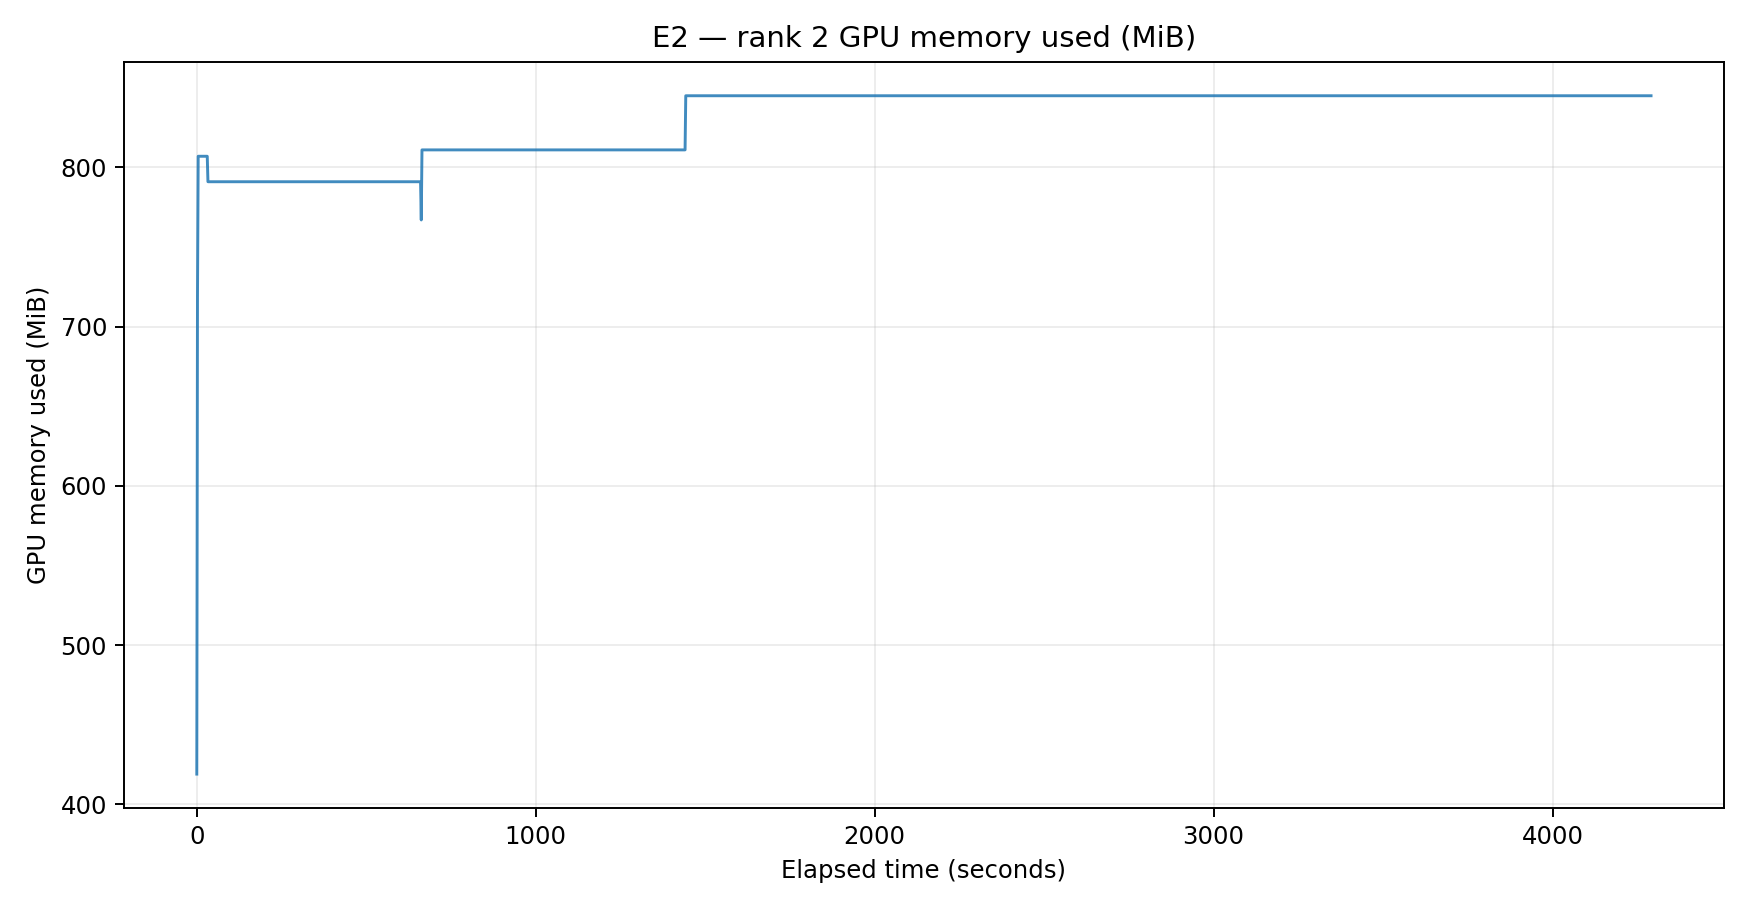 E2 — rank 2 GPU memory used (MiB)
GPU memory used (MiB)
800
700
600
500
400
0 1000 2000 3000 4000
Elapsed time (seconds)